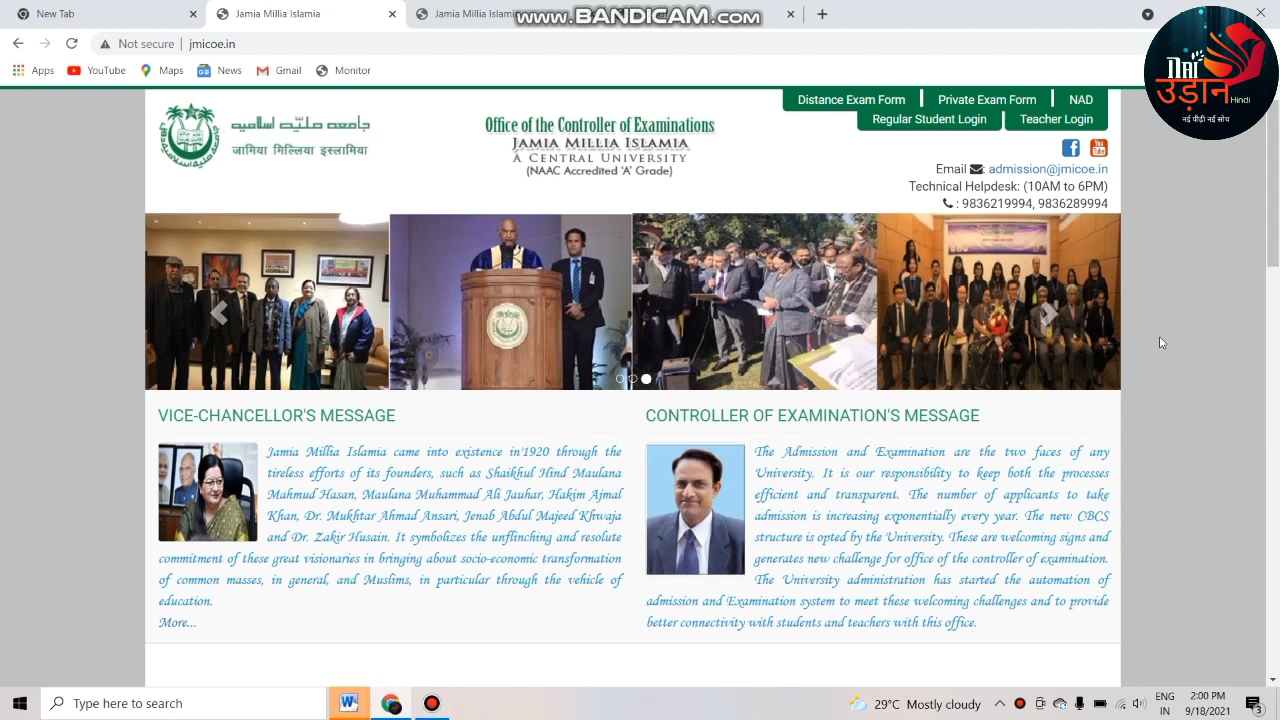 New Tab
Jamia Millia Islamia
Jamia Millia Islamia
www.BANDICAM.com
Not secure
jmicoe.in
Apps
YouTube
Maps
News
Gmail
Monitor
Nai
उड़ान
Hindi
नई पीढ़ी नई सोच
Distance Exam Form
Private Exam Form
NAD
Regular Student Login
Teacher Login
جامعہ ملیہ اسلامیہ
जामिया मिल्लिया इस्लामिया
Office of the Controller of Examinations
JAMIA MILLIA ISLAMIA
A CENTRAL UNIVERSITY
(NAAC Accredited 'A' Grade)
Email : admission@jmicoe.in
Technical Helpdesk: (10AM to 6PM)
: 9836219994, 9836289994
VICE-CHANCELLOR'S MESSAGE
Jamia Millia Islamia came into existence in'1920 through the
tireless efforts of its founders, such as Shaikhul Hind Maulana
Mahmud Hasan, Maulana Muhammad Ali Jauhar, Hakim Ajmal
Khan, Dr. Mukhtar Ahmad Ansari, Jenab Abdul Majeed Khwaja
and Dr. Zakir Husain. It symbolizes the unflinching and resolute
commitment of these great visionaries in bringing about socio-economic transformation
of common masses, in general, and Muslims, in particular through the vehicle of
education.
More...
CONTROLLER OF EXAMINATION'S MESSAGE
The Admission and Examination are the two faces of any
University. It is our responsibility to keep both the processes
efficient and transparent. The number of applicants to take
admission is increasing exponentially every year. The new CBCS
structure is opted by the University. These are welcoming signs and
generates new challenge for office of the controller of examination.
The University administration has started the automation of
admission and Examination system to meet these welcoming challenges and to provide
better connectivity with students and teachers with this office.
Type here to search
29°C Mostly cloudy
ENG
IN
2:00 PM
9/18/2021
3